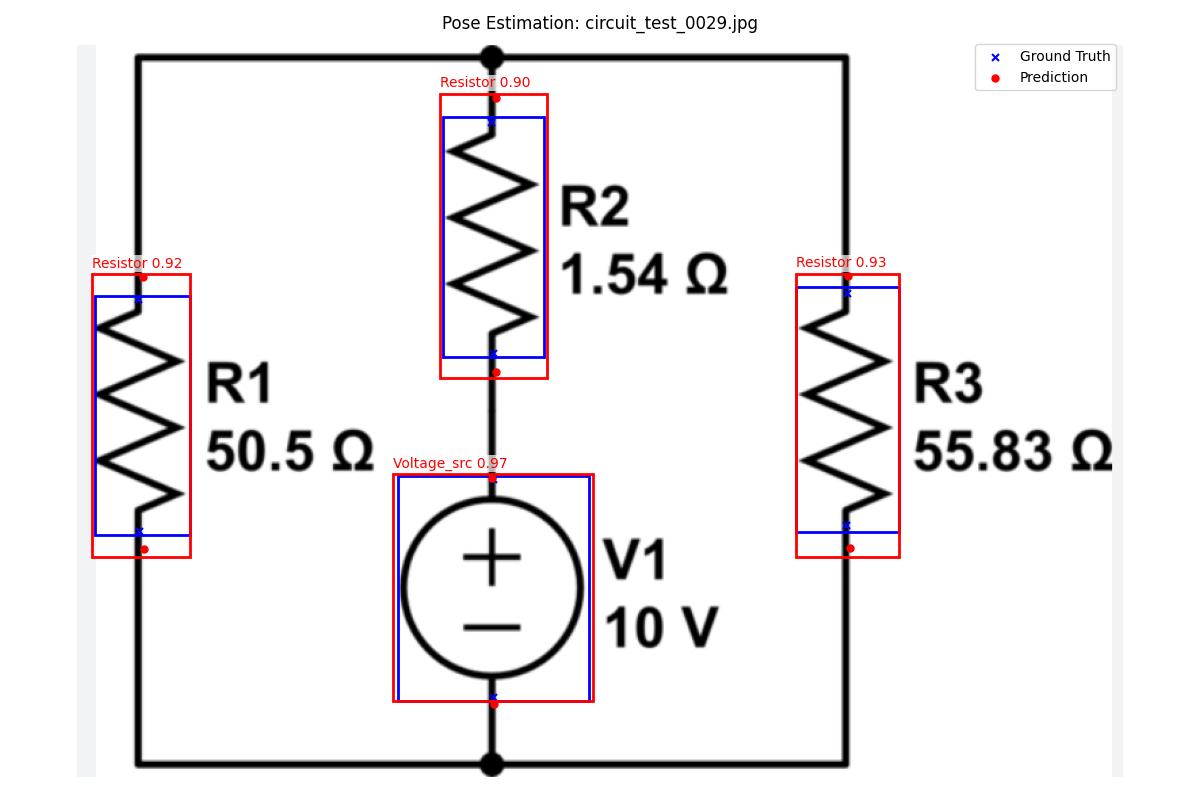 Pose Estimation: circuit_test_0029.jpg
Ground Truth
Prediction
Resistor 0.90
R2
1.54 Ω
Resistor 0.92
R1
50.5 Ω
Resistor 0.93
R3
55.83 Ω
Voltage_src 0.97
V1
10 V